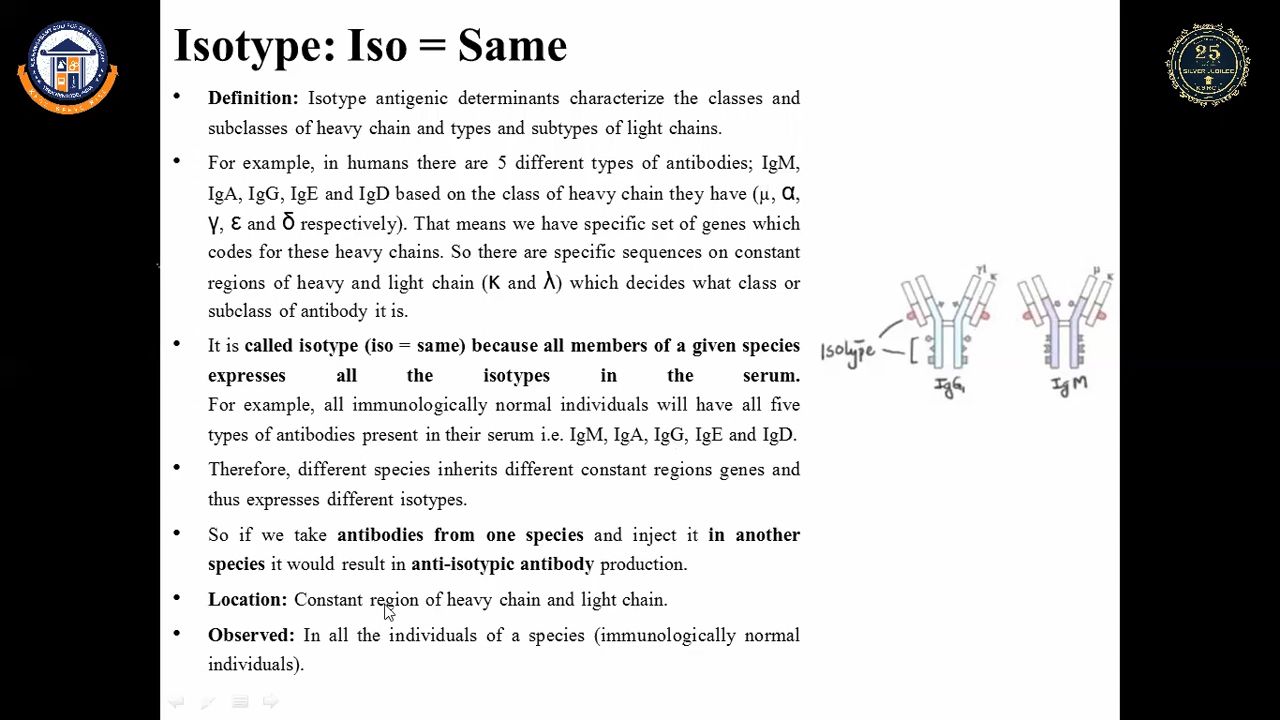 Isotype: Iso = Same
• Definition: Isotype antigenic determinants characterize the classes and
subclasses of heavy chain and types and subtypes of light chains.
• For example, in humans there are 5 different types of antibodies; IgM,
IgA, IgG, IgE and IgD based on the class of heavy chain they have (μ, α,
γ, ε and δ respectively). That means we have specific set of genes which
codes for these heavy chains. So there are specific sequences on constant
regions of heavy and light chain (κ and λ) which decides what class or
subclass of antibody it is.
• It is called isotype (iso = same) because all members of a given species
expresses all the isotypes in the serum.
For example, all immunologically normal individuals will have all five
types of antibodies present in their serum i.e. IgM, IgA, IgG, IgE and IgD.
• Therefore, different species inherits different constant regions genes and
thus expresses different isotypes.
• So if we take antibodies from one species and inject it in another
species it would result in anti-isotypic antibody production.
• Location: Constant region of heavy chain and light chain.
• Observed: In all the individuals of a species (immunologically normal
individuals).
γ1 κ
μ κ
Isotype
IgG1
IgM
25
SILVER JUBILEE